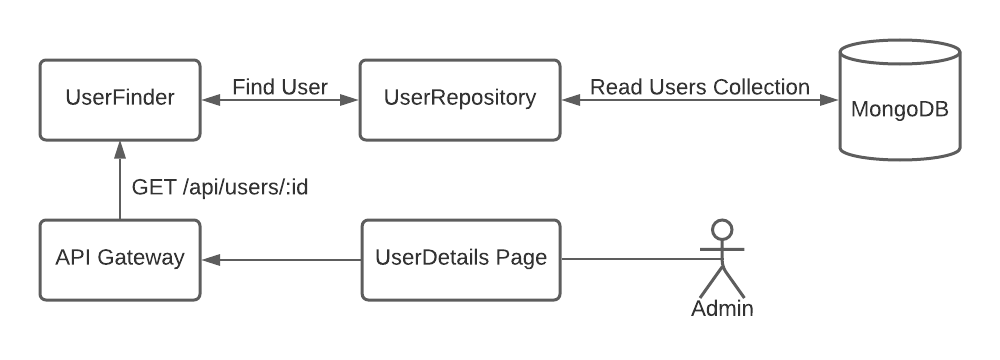 UserFinder
Find User
UserRepository
Read Users Collection
MongoDB
GET /api/users/:id
API Gateway
UserDetails Page
Admin